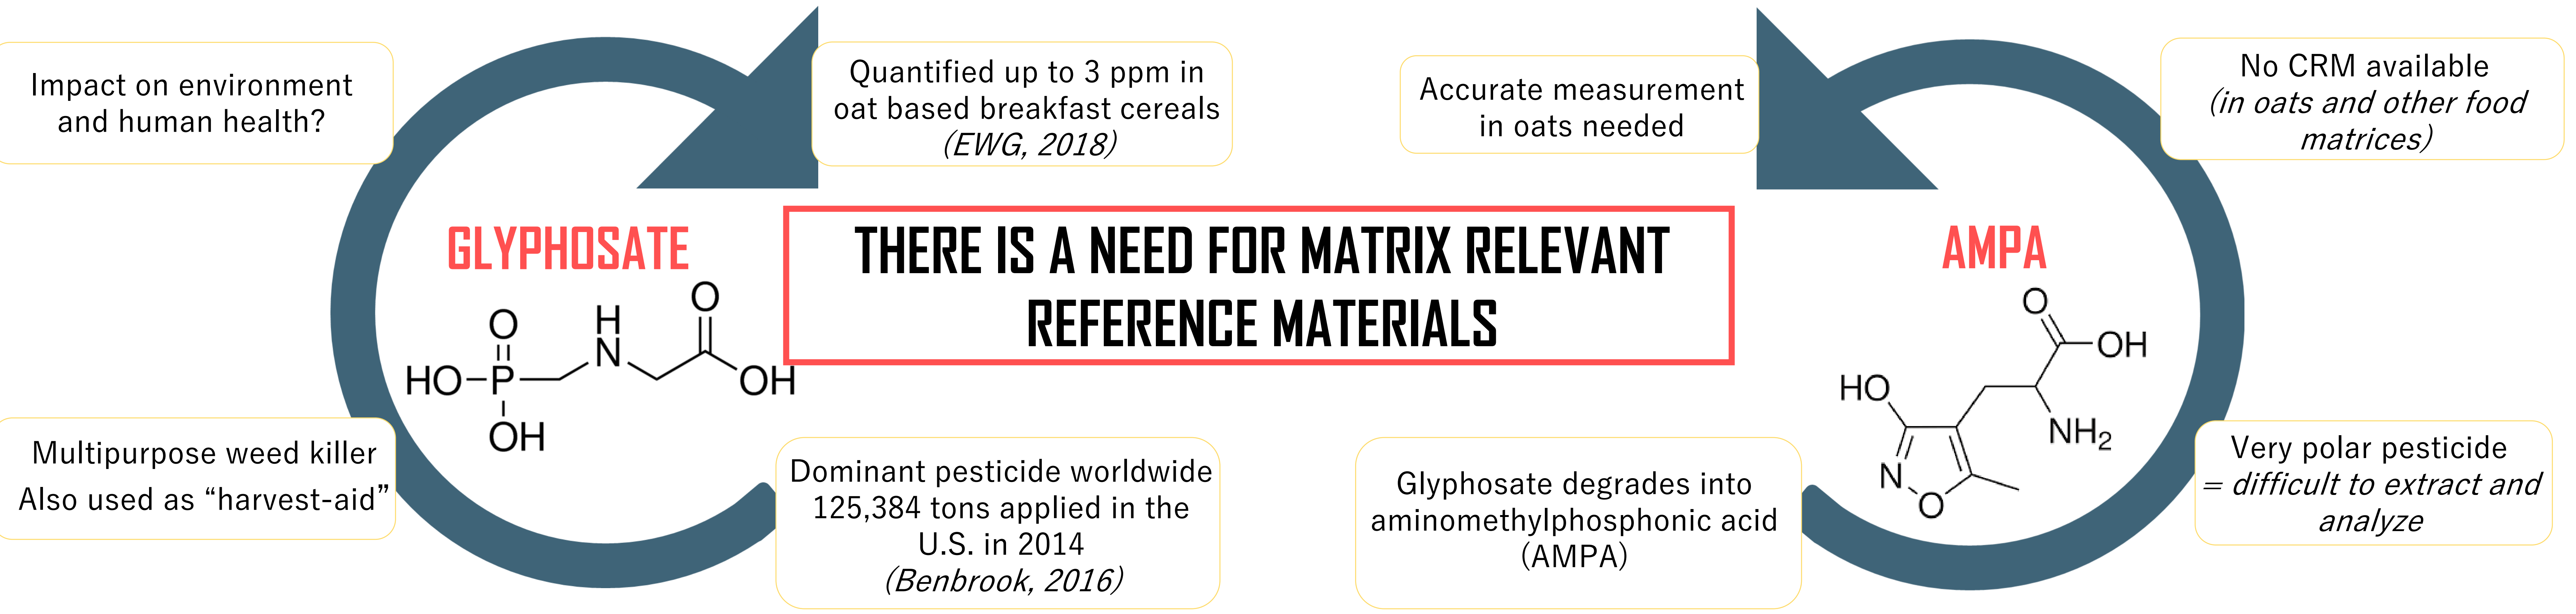 Impact on environment
and human health?
Quantified up to 3 ppm in
oat based breakfast cereals
(EWG, 2018)
Accurate measurement
in oats needed
No CRM available
(in oats and other food
matrices)
GLYPHOSATE
THERE IS A NEED FOR MATRIX RELEVANT
REFERENCE MATERIALS
AMPA
O
HO
P
OH
H
N
O
OH
O
OH
HO
NH2
N
O
Multipurpose weed killer
Also used as “harvest-aid”
Dominant pesticide worldwide
125,384 tons applied in the
U.S. in 2014
(Benbrook, 2016)
Glyphosate degrades into
aminomethylphosphonic acid
(AMPA)
Very polar pesticide
= difficult to extract and
analyze